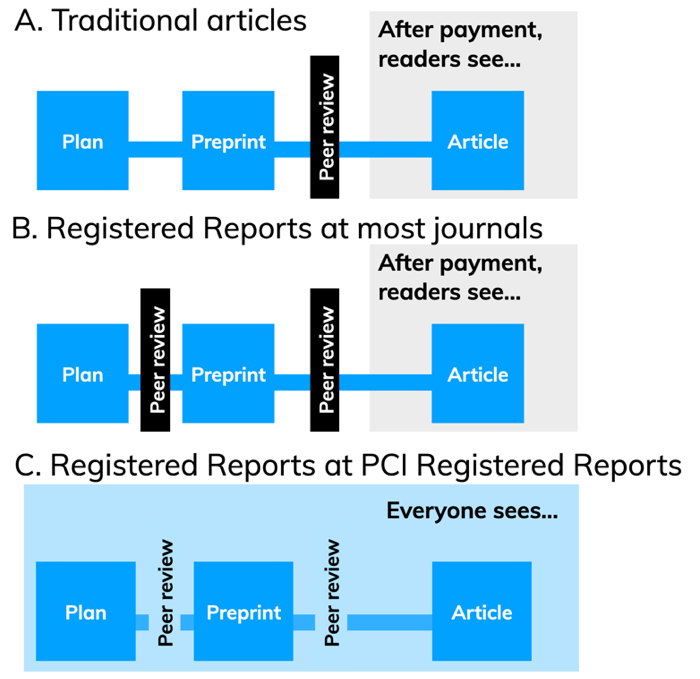 A. Traditional articles
After payment,
readers see...
Plan
Preprint
Peer review
Article
B. Registered Reports at most journals
After payment,
readers see...
Plan
Peer review
Preprint
Peer review
Article
C. Registered Reports at PCI Registered Reports
Everyone sees...
Plan
Peer review
Preprint
Peer review
Article